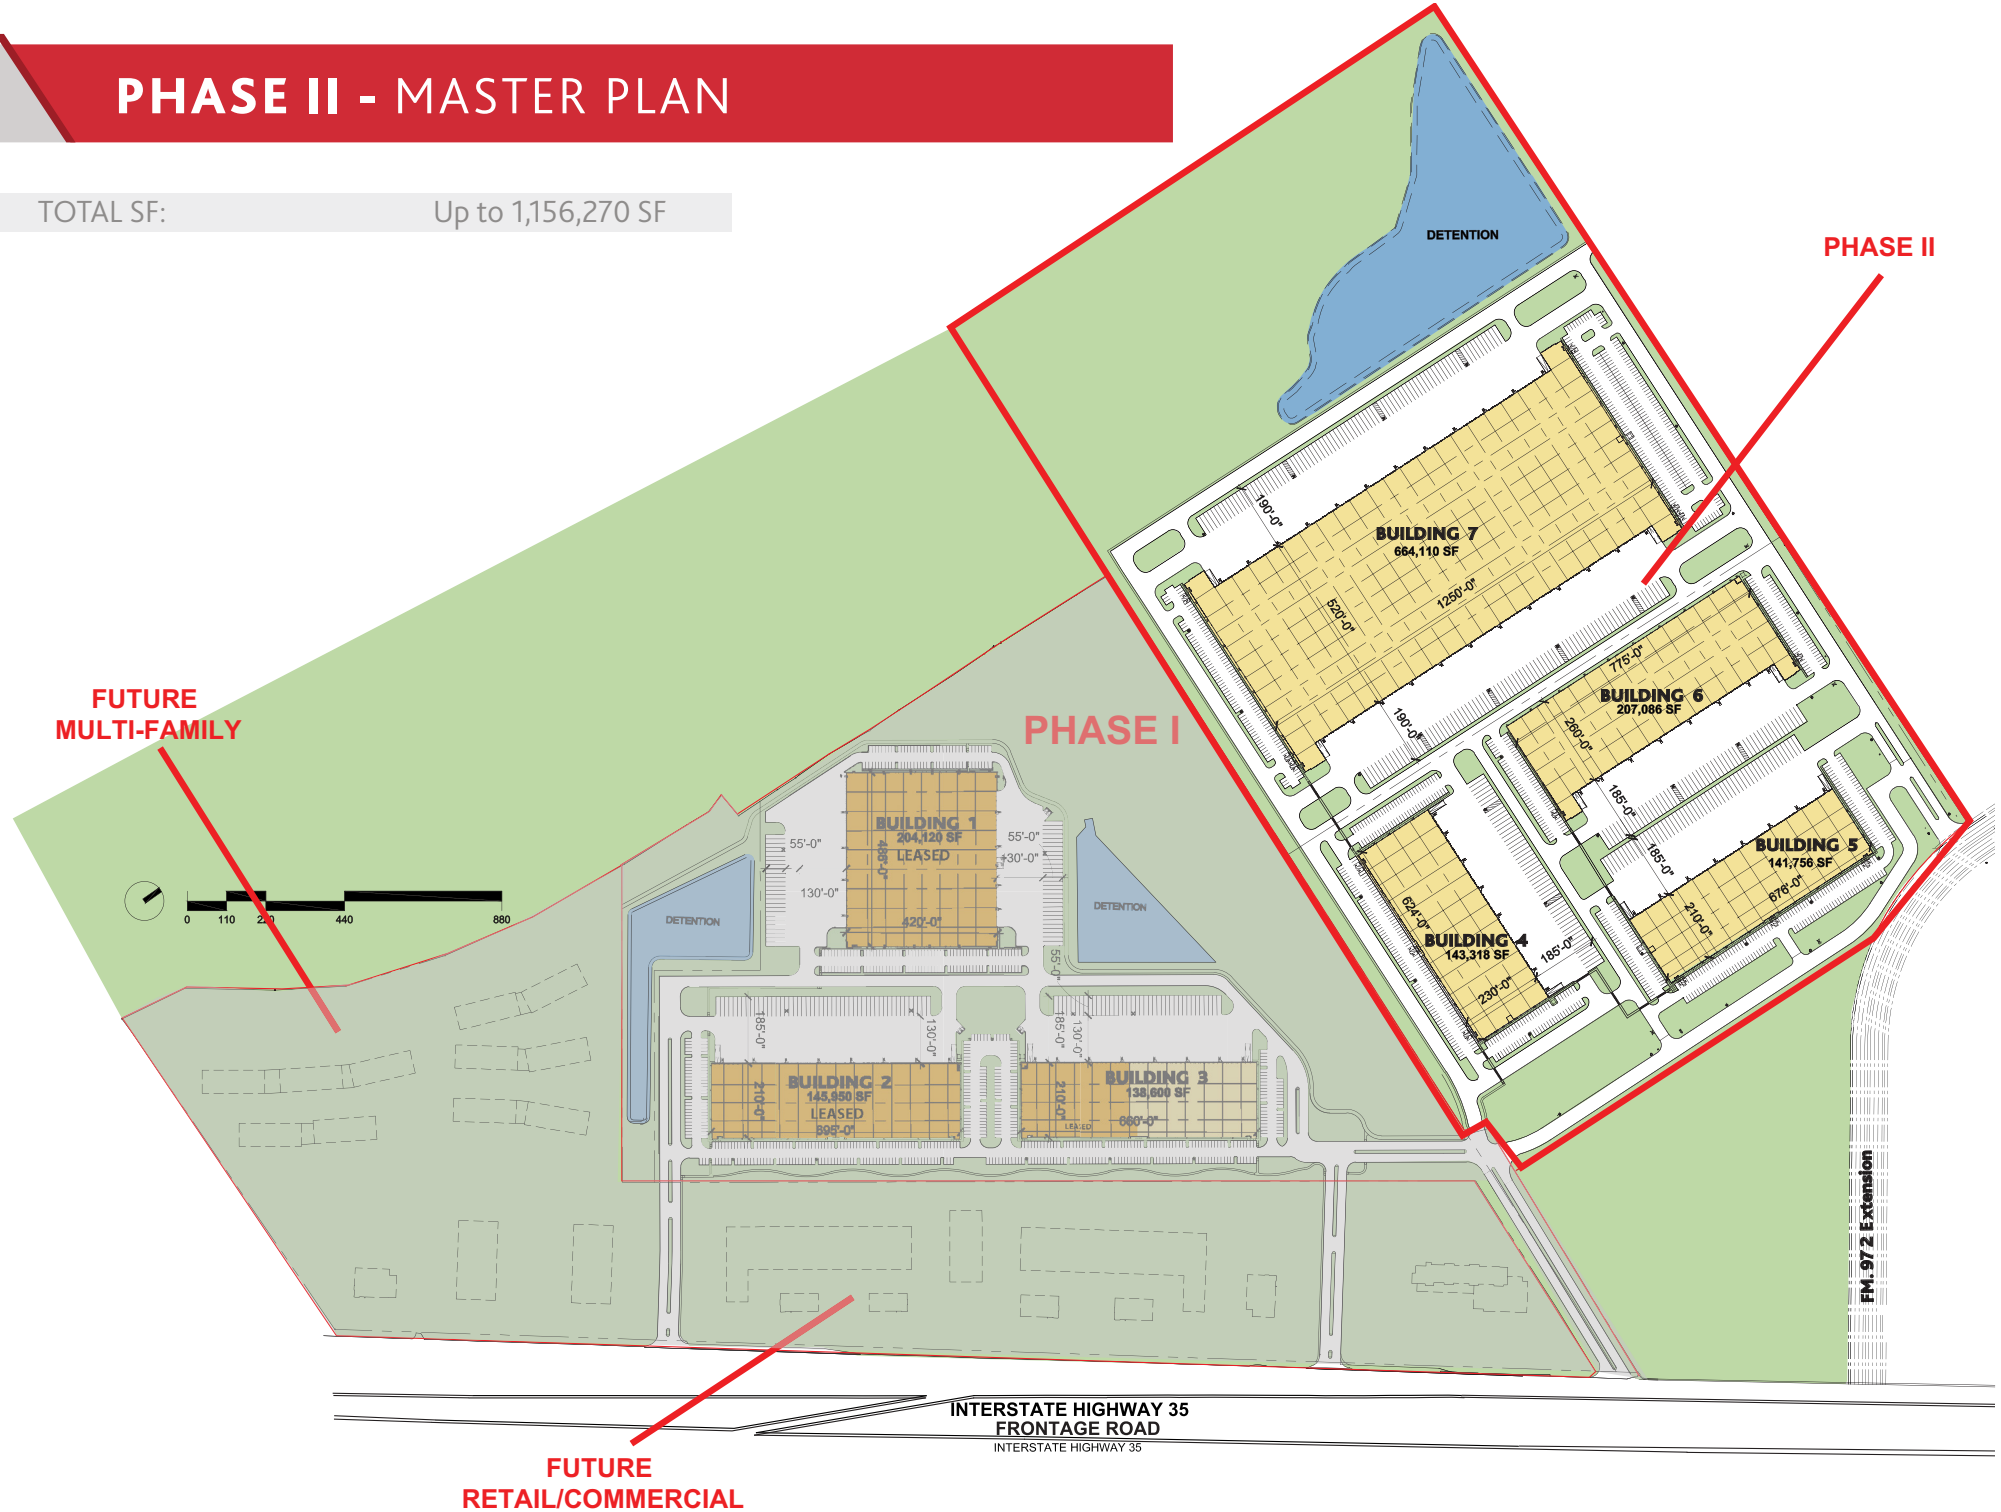 PHASE II - MASTER PLAN
TOTAL SF: Up to 1,156,270 SF
DETENTION
PHASE II
190'-0"
BUILDING 7
664,110 SF
520'-0"
1250'-0"
190'-0"
775'-0"
BUILDING 6
207,086 SF
260'-0"
185'-0"
185'-0"
BUILDING 5
141,756 SF
676'-0"
210'-0"
624'-0"
BUILDING 4
143,318 SF
185'-0"
230'-0"
FUTURE
MULTI-FAMILY
PHASE I
0 110 220 440 880
BUILDING 1
204,120 SF
LEASED
486'-0"
420'-0"
55'-0"
130'-0"
55'-0"
130'-0"
55'-0"
DETENTION
DETENTION
185'-0"
130'-0"
185'-0"
130'-0"
BUILDING 2
145,950 SF
LEASED
210'-0"
695'-0"
BUILDING 3
138,600 SF
210'-0"
LEASED
660'-0"
FM. 972 Extension
INTERSTATE HIGHWAY 35
FRONTAGE ROAD
INTERSTATE HIGHWAY 35
FUTURE
RETAIL/COMMERCIAL